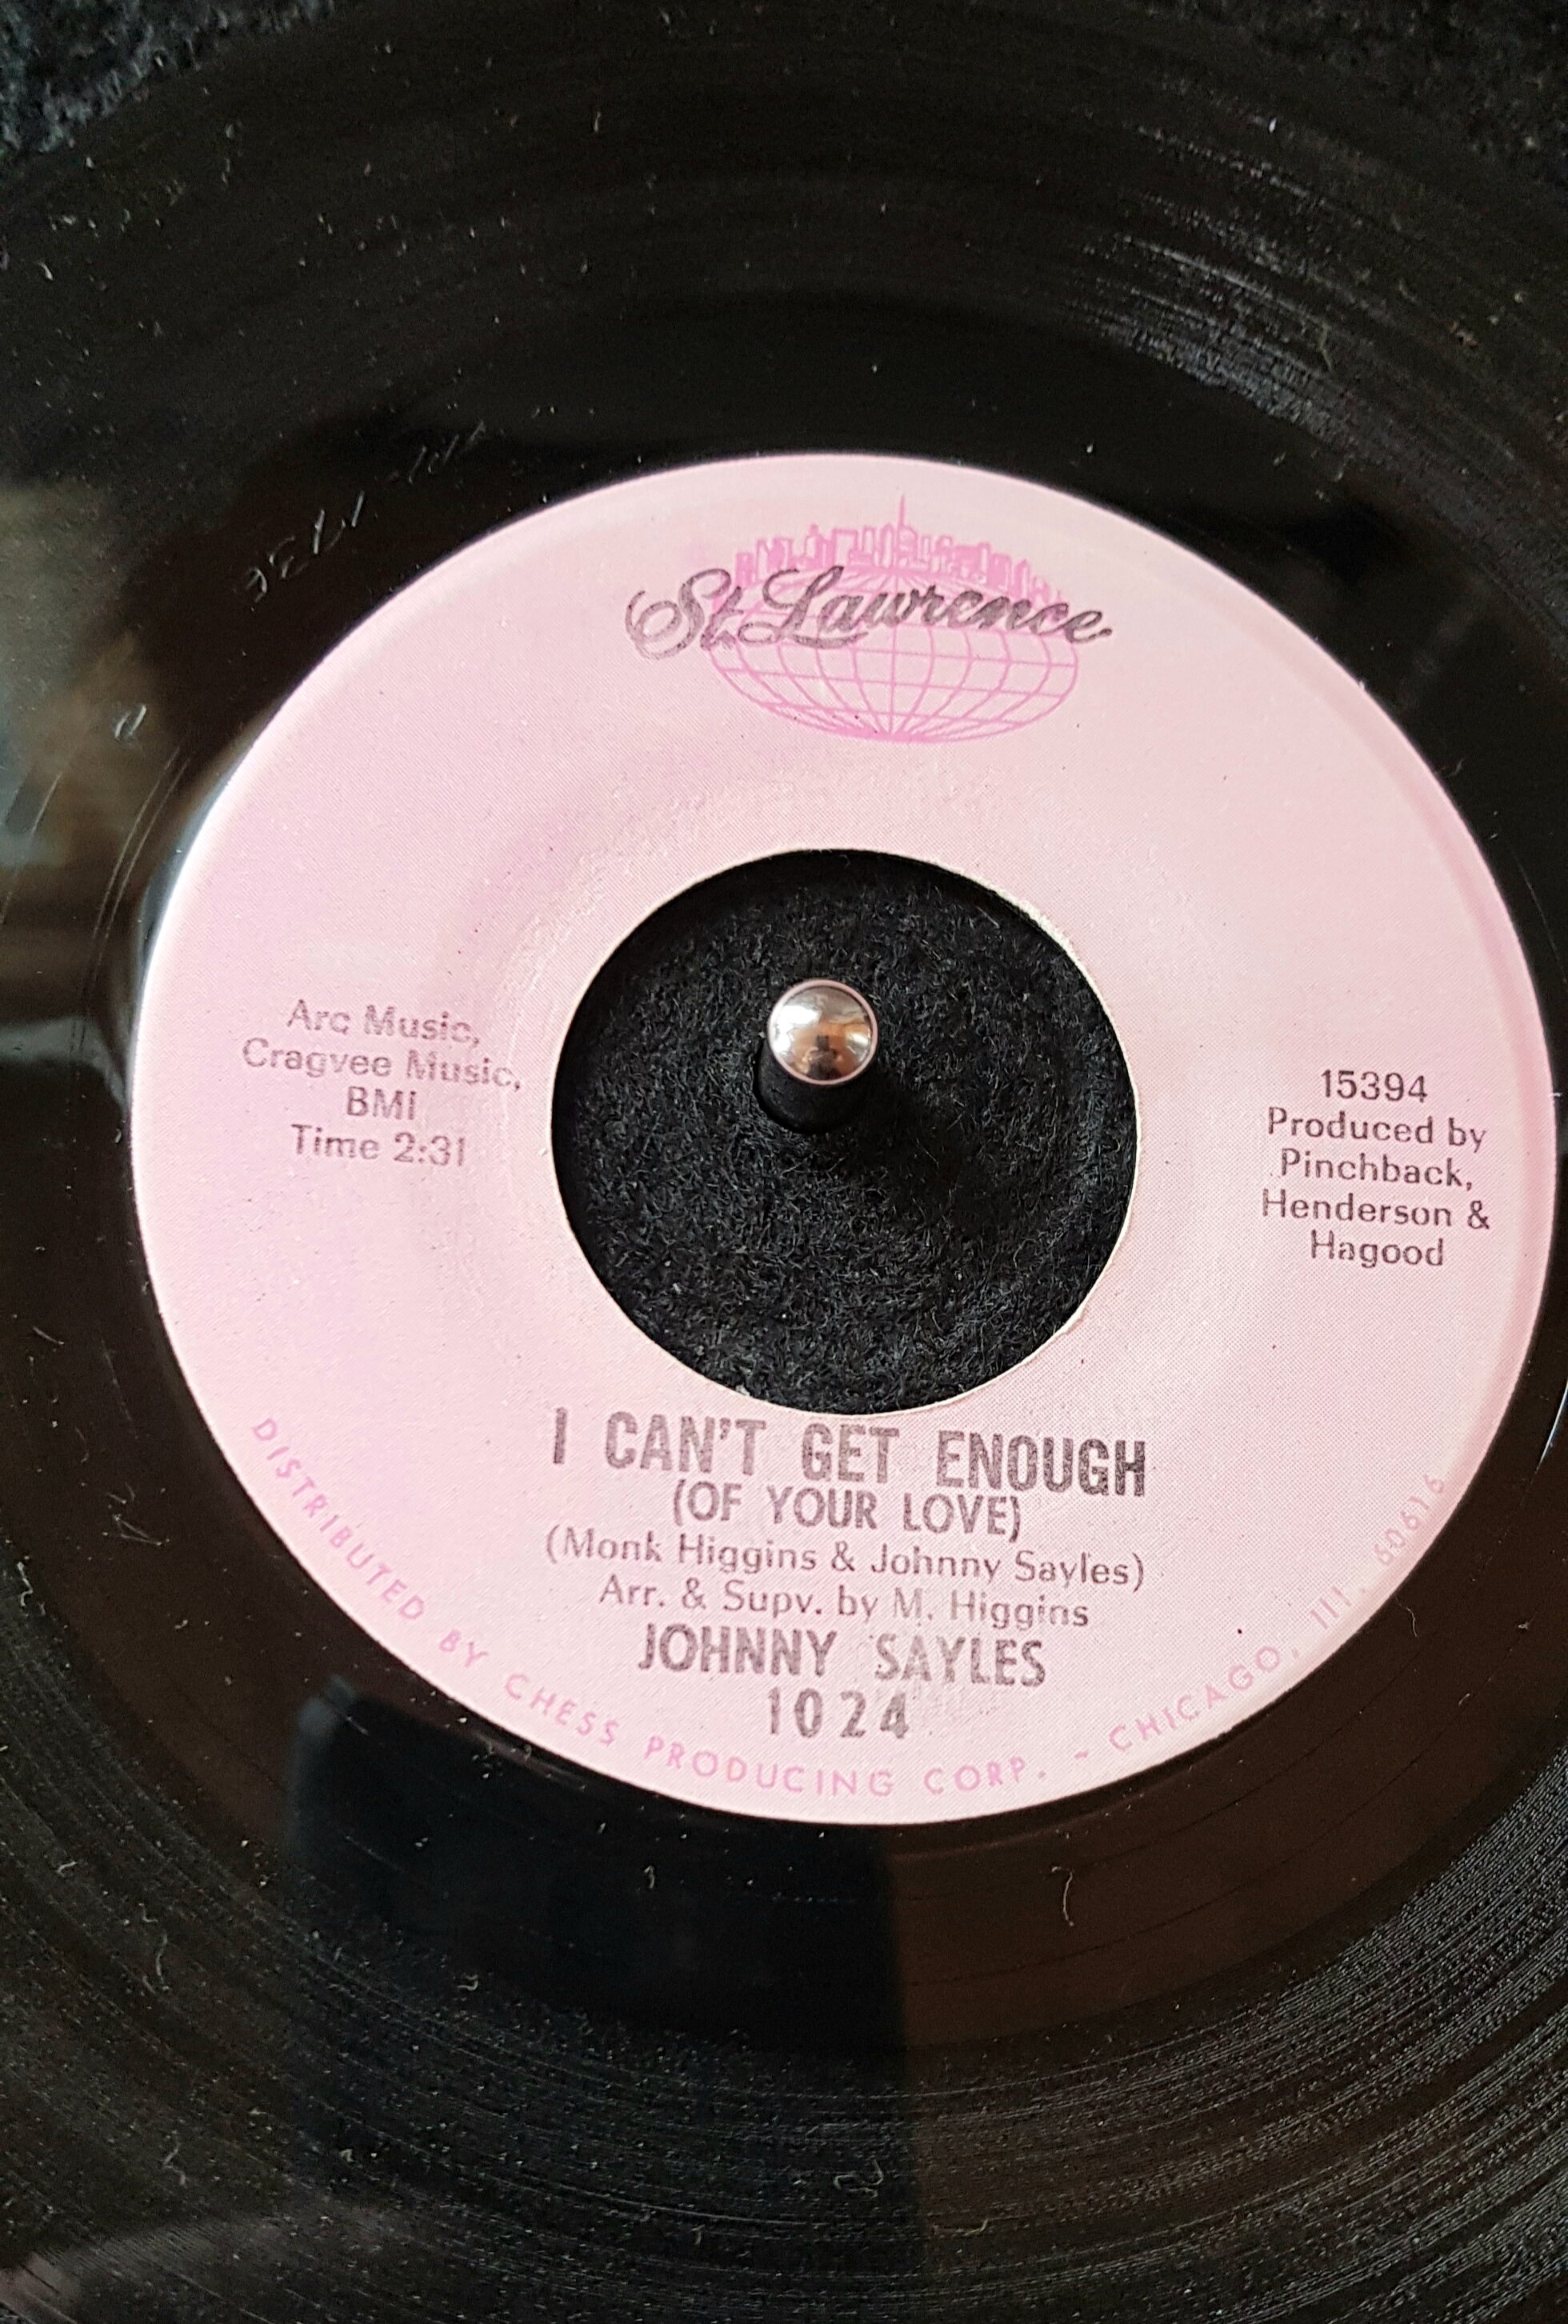 St. Lawrence
Arc Music,
Cragvee Music,
BMI
Time 2:31
15394
Produced by
Pinchback,
Henderson &
Hagood
I CAN'T GET ENOUGH
(OF YOUR LOVE)
(Monk Higgins & Johnny Sayles)
Arr. & Supv. by M. Higgins
JOHNNY SAYLES
1024
DISTRIBUTED BY CHESS PRODUCING CORP. - CHICAGO, Ill. 60616